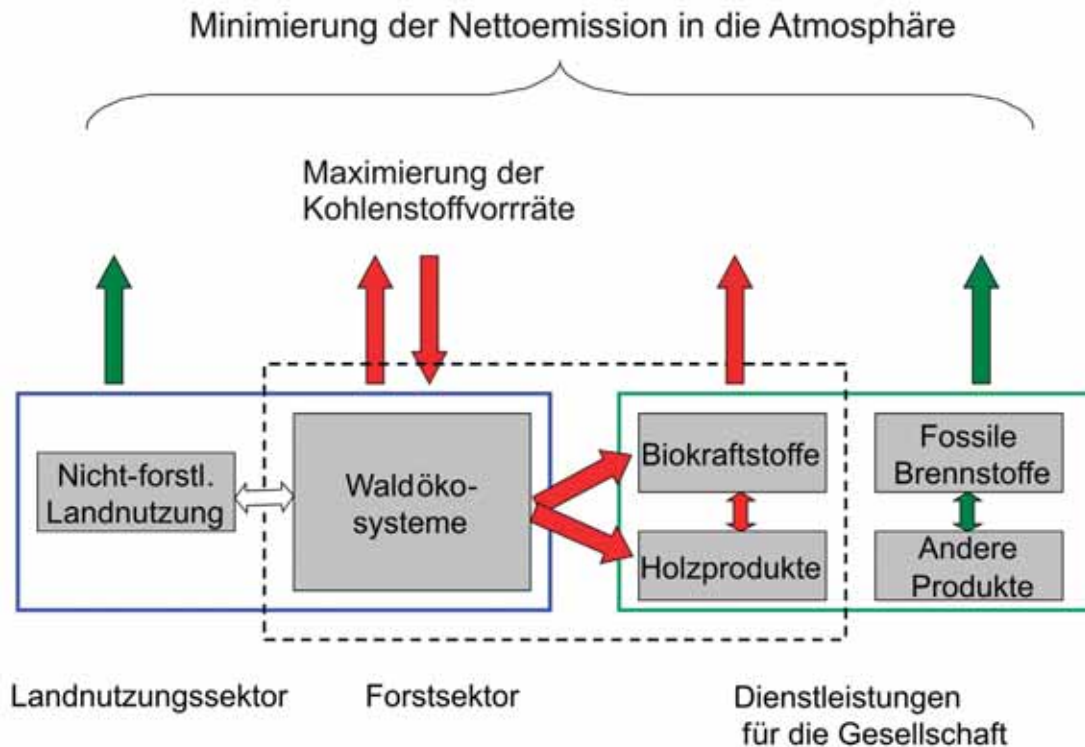 Minimierung der Nettoemission in die Atmosphäre
Maximierung der
Kohlenstoffvorrräte
Nicht-forstl.
Landnutzung
Waldöko-
systeme
Biokraftstoffe
Holzprodukte
Fossile
Brennstoffe
Andere
Produkte
Landnutzungssektor
Forstsektor
Dienstleistungen
für die Gesellschaft